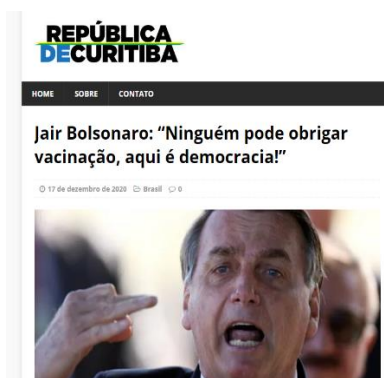 REPÚBLICA
DECURITIBA
HOME SOBRE CONTATO
Jair Bolsonaro: “Ninguém pode obrigar
vacinação, aqui é democracia!”
17 de dezembro de 2020 Brasil 0